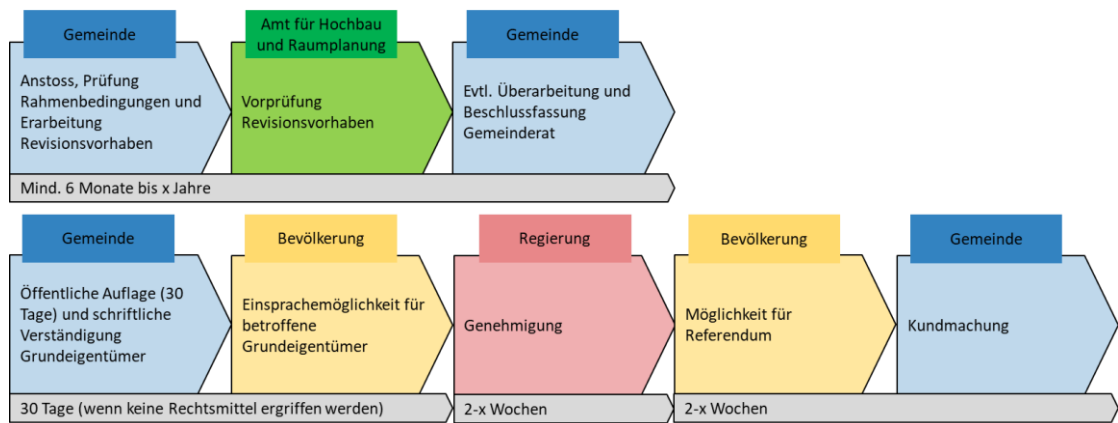 Gemeinde
Anstoss, Prüfung
Rahmenbedingungen und
Erarbeitung
Revisionsvorhaben
Amt für Hochbau
und Raumplanung
Vorprüfung
Revisionsvorhaben
Gemeinde
Evtl. Überarbeitung und
Beschlussfassung
Gemeinderat
Mind. 6 Monate bis x Jahre
Gemeinde
Öffentliche Auflage (30
Tage) und schriftliche
Verständigung
Grundeigentümer
Bevölkerung
Einsprachemöglichkeit für
betroffene
Grundeigentümer
Regierung
Genehmigung
Bevölkerung
Möglichkeit für
Referendum
Gemeinde
Kundmachung
30 Tage (wenn keine Rechtsmittel ergriffen werden)
2-x Wochen
2-x Wochen